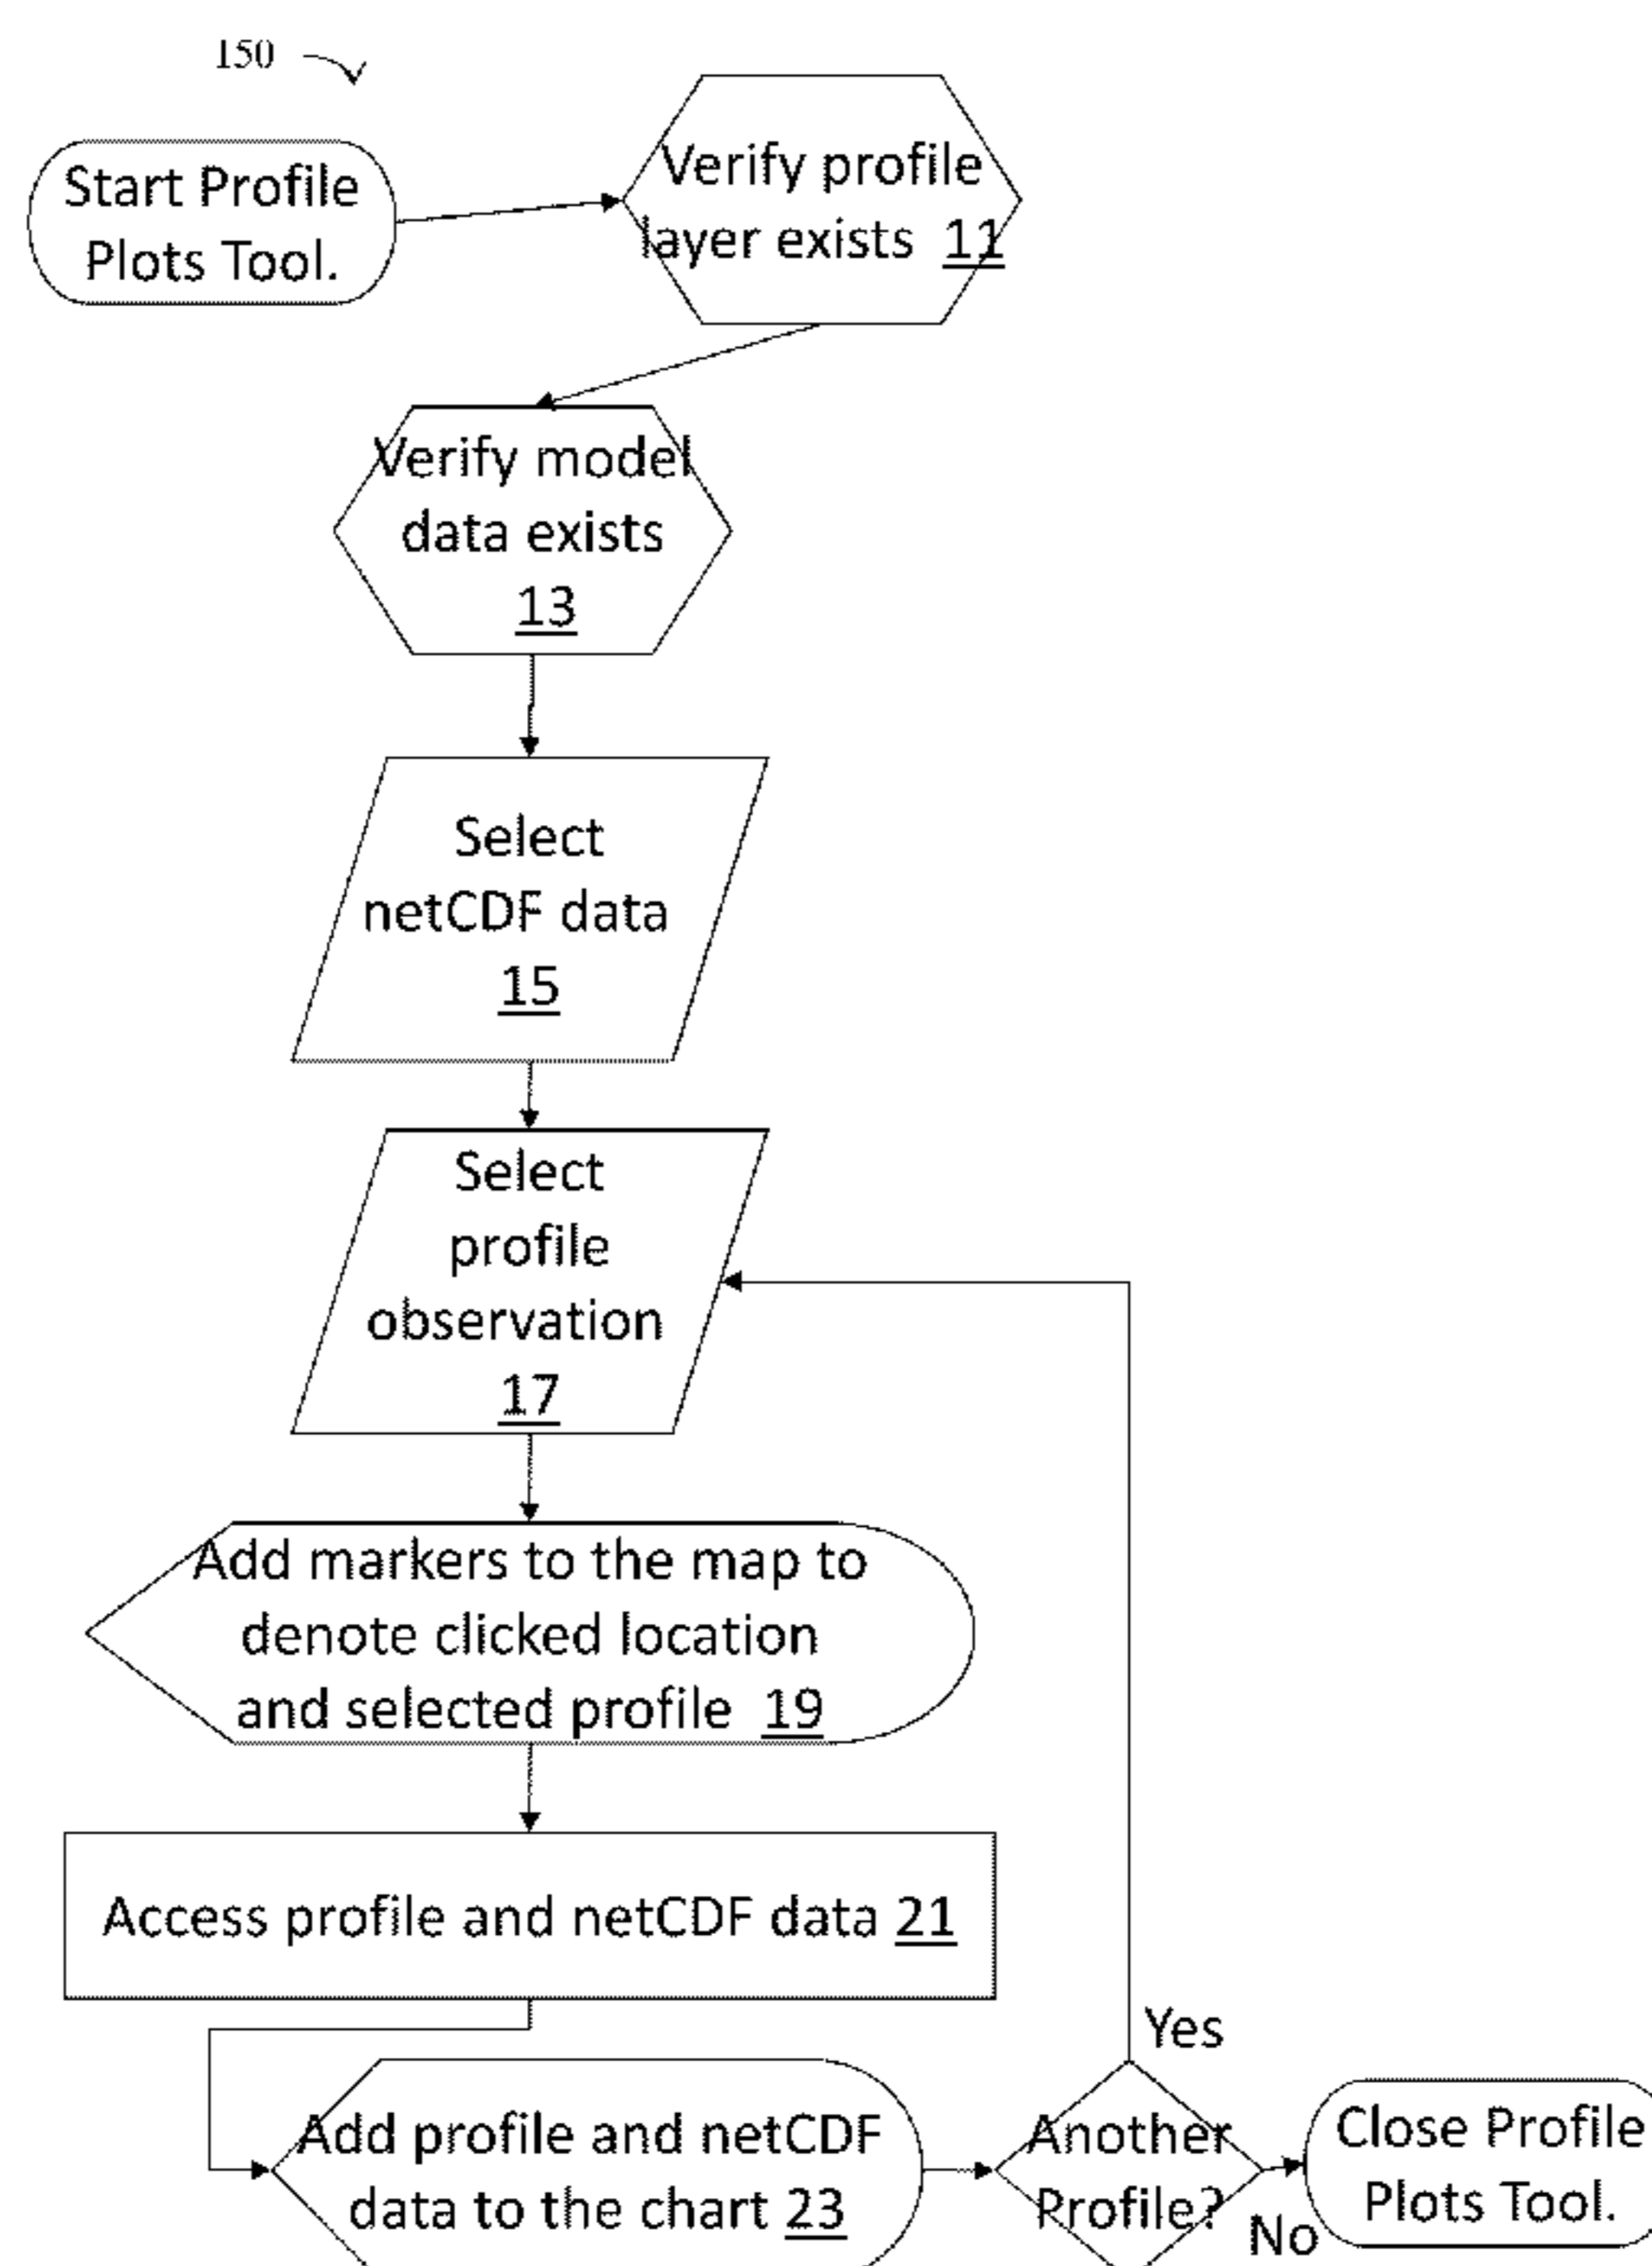 150
Start Profile
Plots Tool.
Verify profile
layer exists 11
Verify model
data exists
13
Select
netCDF data
15
Select
profile
observation
17
Add markers to the map to
denote clicked location
and selected profile 19
Access profile and netCDF data 21
Add profile and netCDF
data to the chart 23
Another
Profile?
Yes
No
Close Profile
Plots Tool.